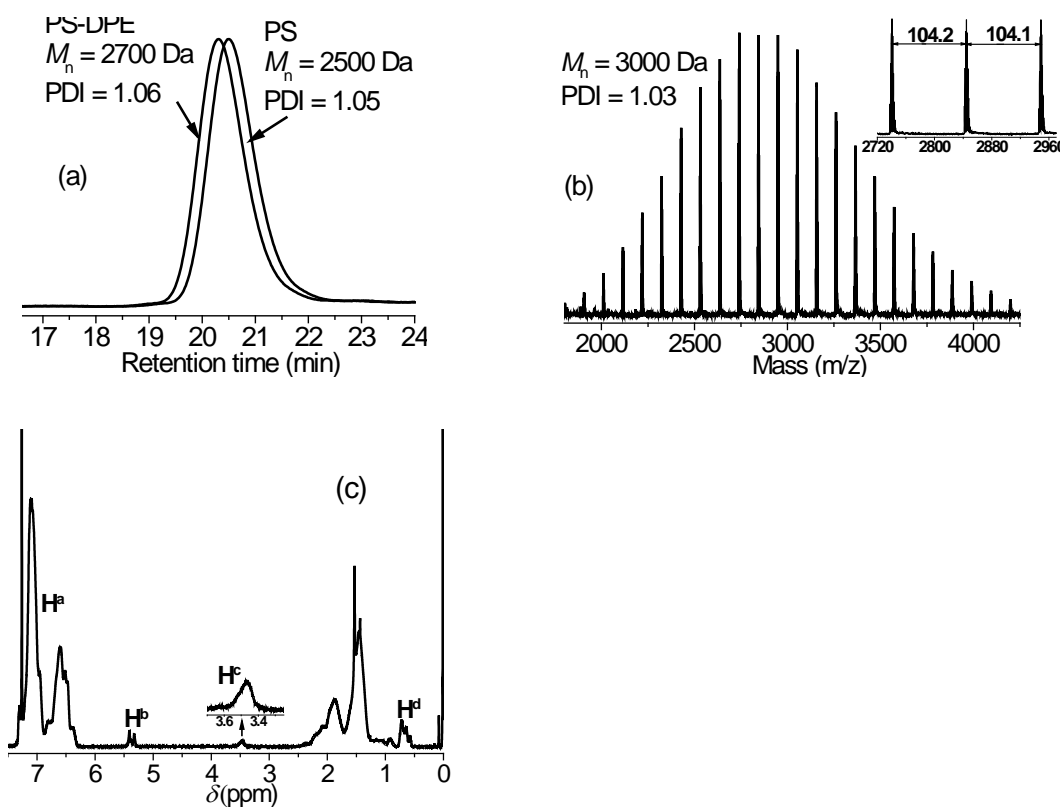 PS-DPE
Mn = 2700 Da
PDI = 1.06
PS
Mn = 2500 Da
PDI = 1.05
(a)
17 18 19 20 21 22 23 24
Retention time (min)
Mn = 3000 Da
PDI = 1.03
(b)
104.2 104.1
2720 2800 2880 2960
2000 2500 3000 3500 4000
Mass (m/z)
(c)
Ha
Hb
Hc
3.6 3.4
Hd
7 6 5 4 3 2 1 0
δ(ppm)